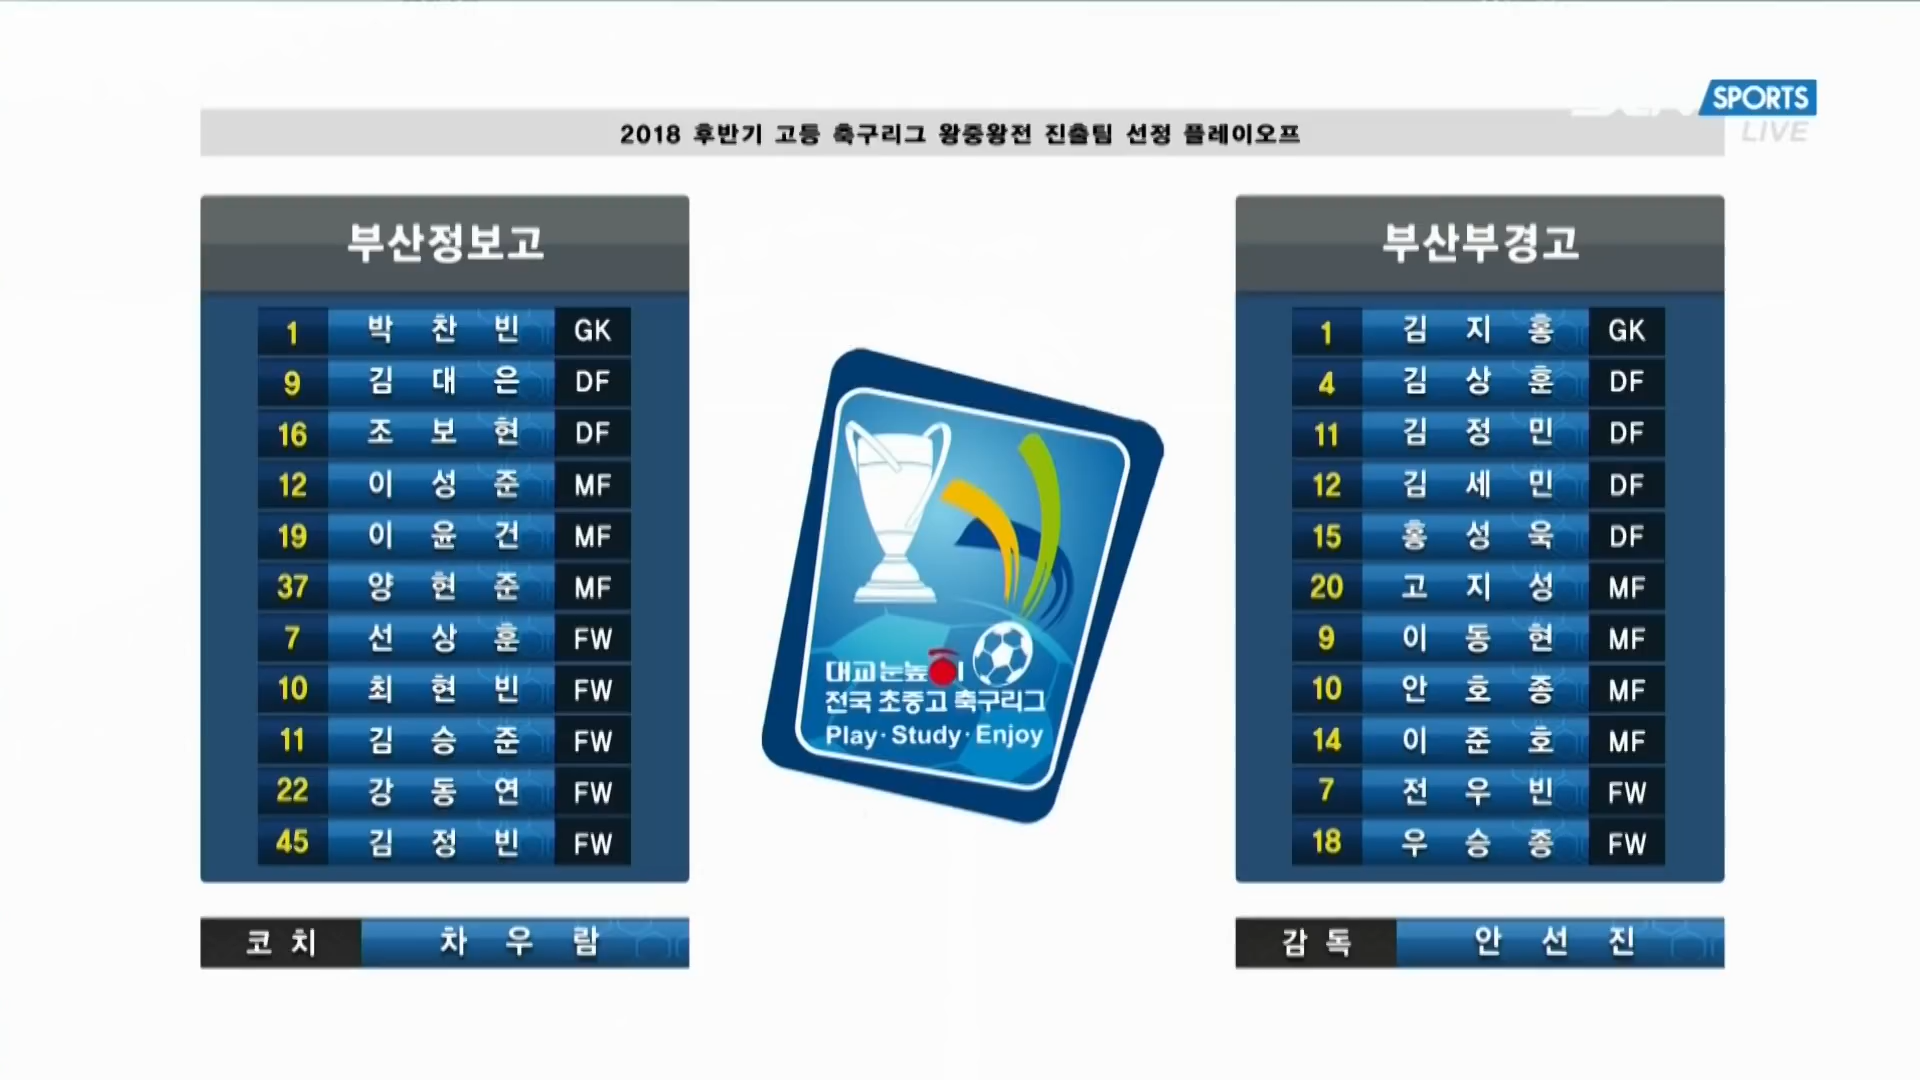 SPORTS
LIVE
2018 후반기 고등 축구리그 왕중왕전 진출팀 선정 플레이오프
부산정보고
1 박찬빈 GK
9 김대은 DF
16 조보현 DF
12 이성준 MF
19 이윤건 MF
37 양현준 MF
7 선상훈 FW
10 최현빈 FW
11 김승준 FW
22 강동연 FW
45 김정빈 FW
코치 차우람
대교 눈높이
전국 초중고 축구리그
Play·Study·Enjoy
부산부경고
1 김지홍 GK
4 김상훈 DF
11 김정민 DF
12 김세민 DF
15 홍성욱 DF
20 고지성 MF
9 이동현 MF
10 안호종 MF
14 이준호 MF
7 전우빈 FW
18 우승종 FW
감독 안선진